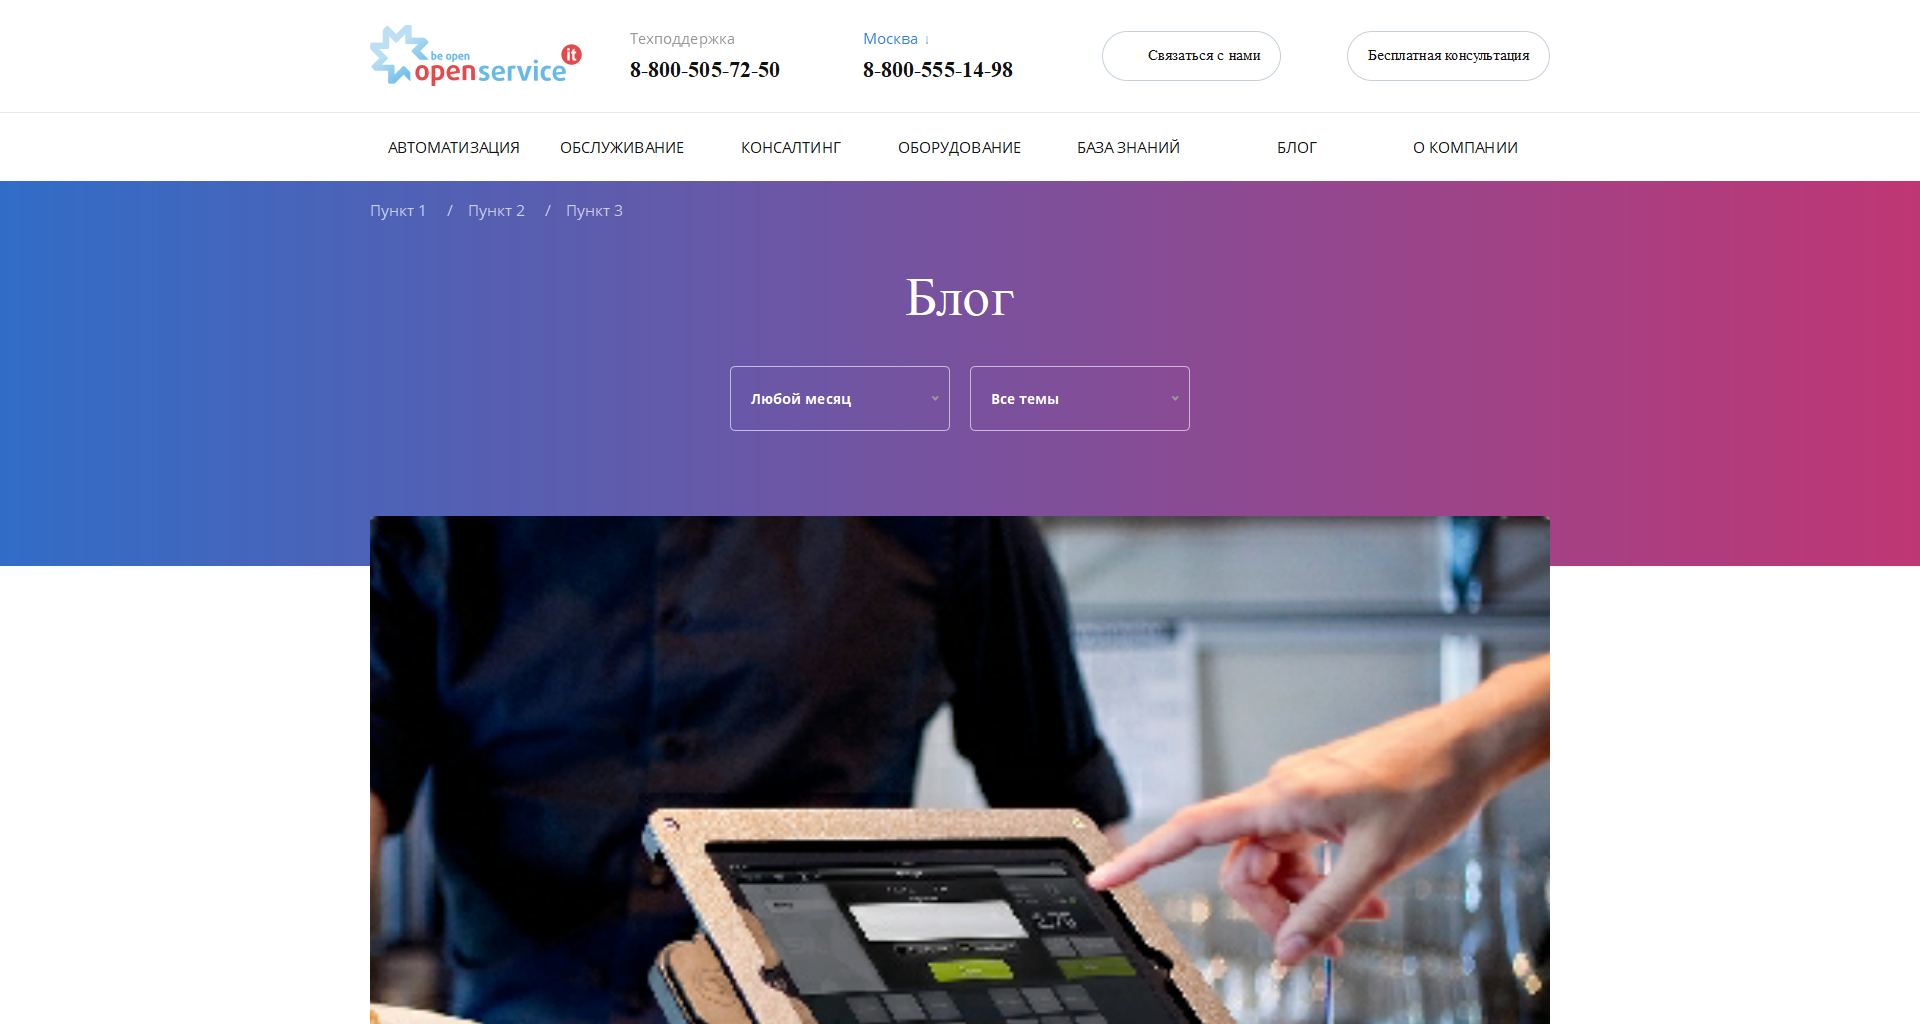 be open
openservice it
Техподдержка
8-800-505-72-50
Москва ↓
8-800-555-14-98
Связаться с нами
Бесплатная консультация
АВТОМАТИЗАЦИЯ
ОБСЛУЖИВАНИЕ
КОНСАЛТИНГ
ОБОРУДОВАНИЕ
БАЗА ЗНАНИЙ
БЛОГ
О КОМПАНИИ
Пункт 1 / Пункт 2 / Пункт 3
Блог
Любой месяц
Все темы